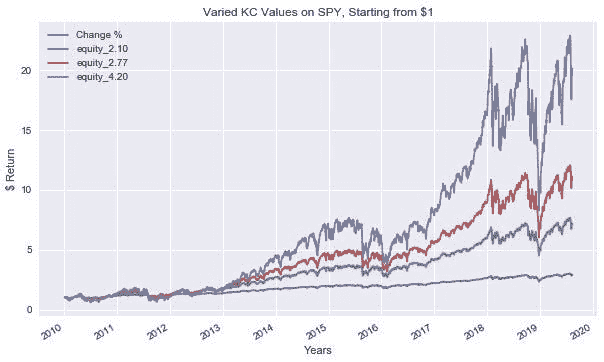 Varied KC Values on SPY, Starting from $1
Change %
equity_2.10
equity_2.77
equity_4.20
20
15
10
5
0
$ Return
2010 2011 2012 2013 2014 2015 2016 2017 2018 2019 2020
Years